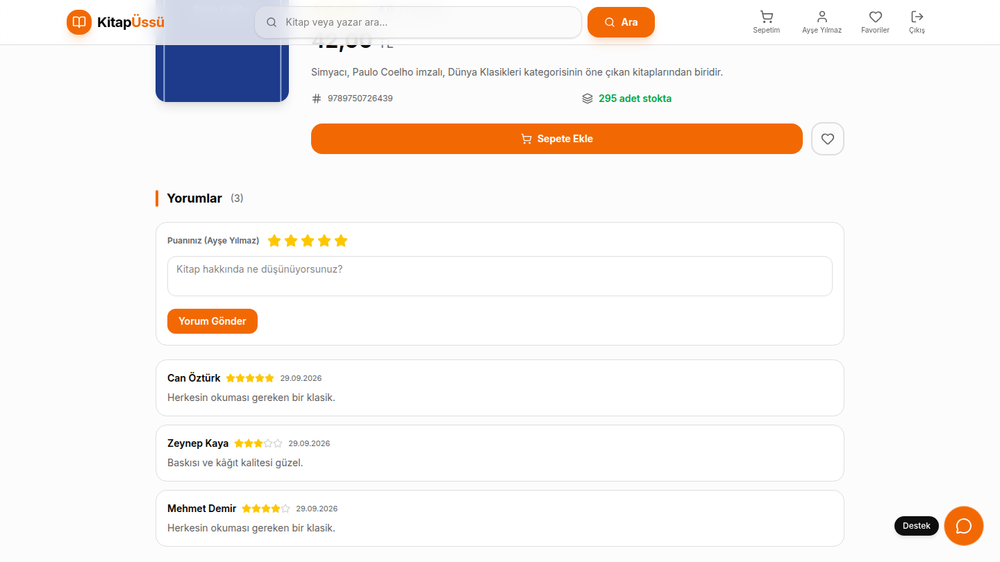 KitapÜssü
Kitap veya yazar ara...
Ara
Sepetim
Ayşe Yılmaz
Favoriler
Çıkış
42,00 TL
Simyacı, Paulo Coelho imzalı, Dünya Klasikleri kategorisinin öne çıkan kitaplarından biridir.
9789750726439
295 adet stokta
Sepete Ekle
Yorumlar (3)
Puanınız (Ayşe Yılmaz)
Kitap hakkında ne düşünüyorsunuz?
Yorum Gönder
Can Öztürk 29.09.2026
Herkesin okuması gereken bir klasik.
Zeynep Kaya 29.09.2026
Baskısı ve kâğıt kalitesi güzel.
Mehmet Demir 29.09.2026
Herkesin okuması gereken bir klasik.
Destek